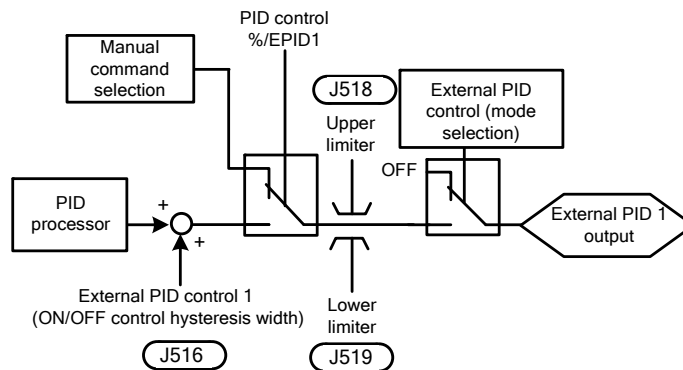 PID control
%/EPID1
Manual
command
selection
J518
Upper
limiter
External PID
control (mode
selection)
OFF
PID
processor
+
+
External PID 1
output
External PID control 1
(ON/OFF control hysteresis width)
J516
Lower
limiter
J519